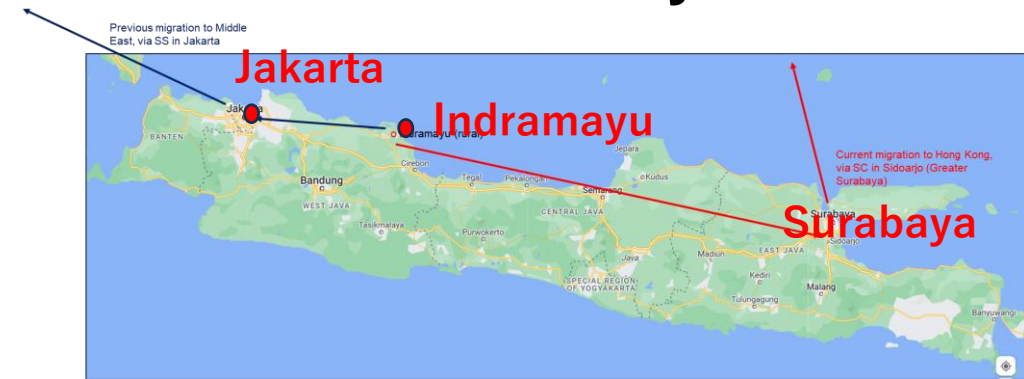 Previous migration to Middle
East, via SS in Jakarta
Jakarta
Indramayu
BANTEN
(rural)
Jepara
Current migration to Hong Kong,
via SC in Sidoarjo (Greater
Surabaya)
Cirebon
Bandung
Tegal
Pekalongan
Semarang
Kudus
WEST JAVA
CENTRAL JAVA
Surabaya
Surabaya
Tasikmalaya
Purwokerto
Sidoarjo
EAST JAVA
Java
Madiun
SPECIAL REGION
OF YOGYAKARTA
Kediri
Malang
Tulungagung
Banyuwangi